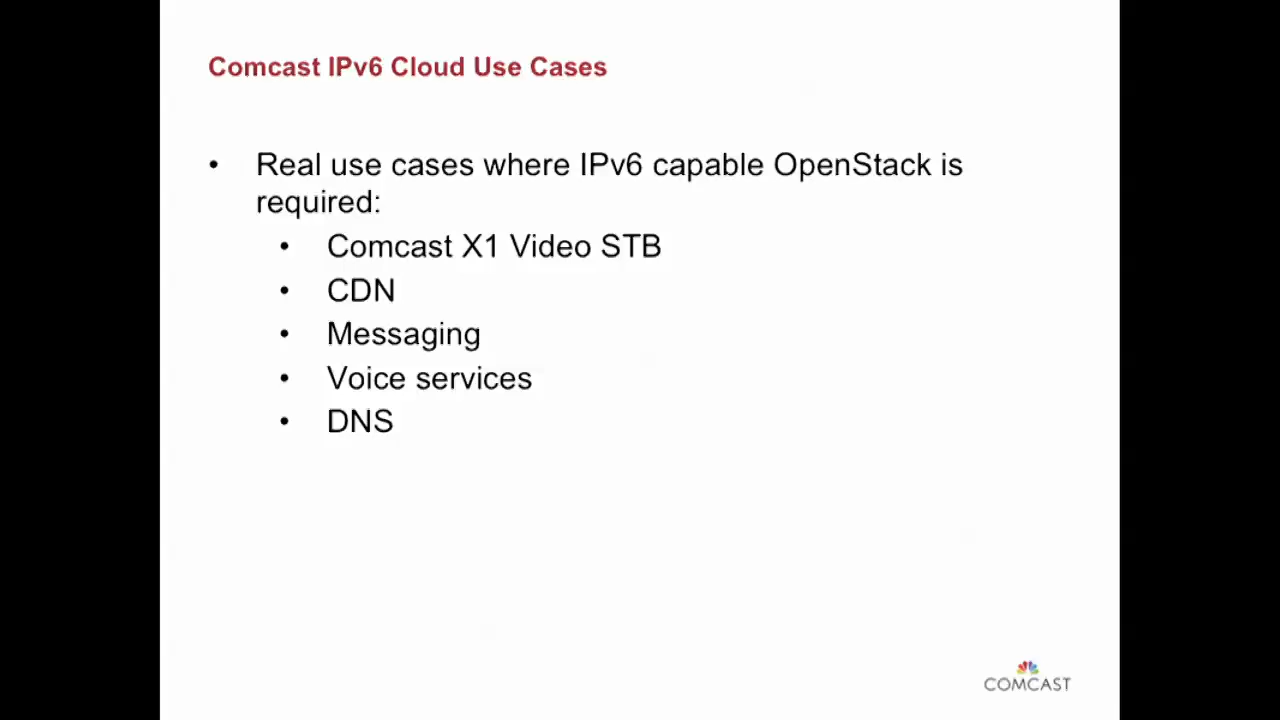 Comcast IPv6 Cloud Use Cases
• Real use cases where IPv6 capable OpenStack is
required:
• Comcast X1 Video STB
• CDN
• Messaging
• Voice services
• DNS
COMCAST